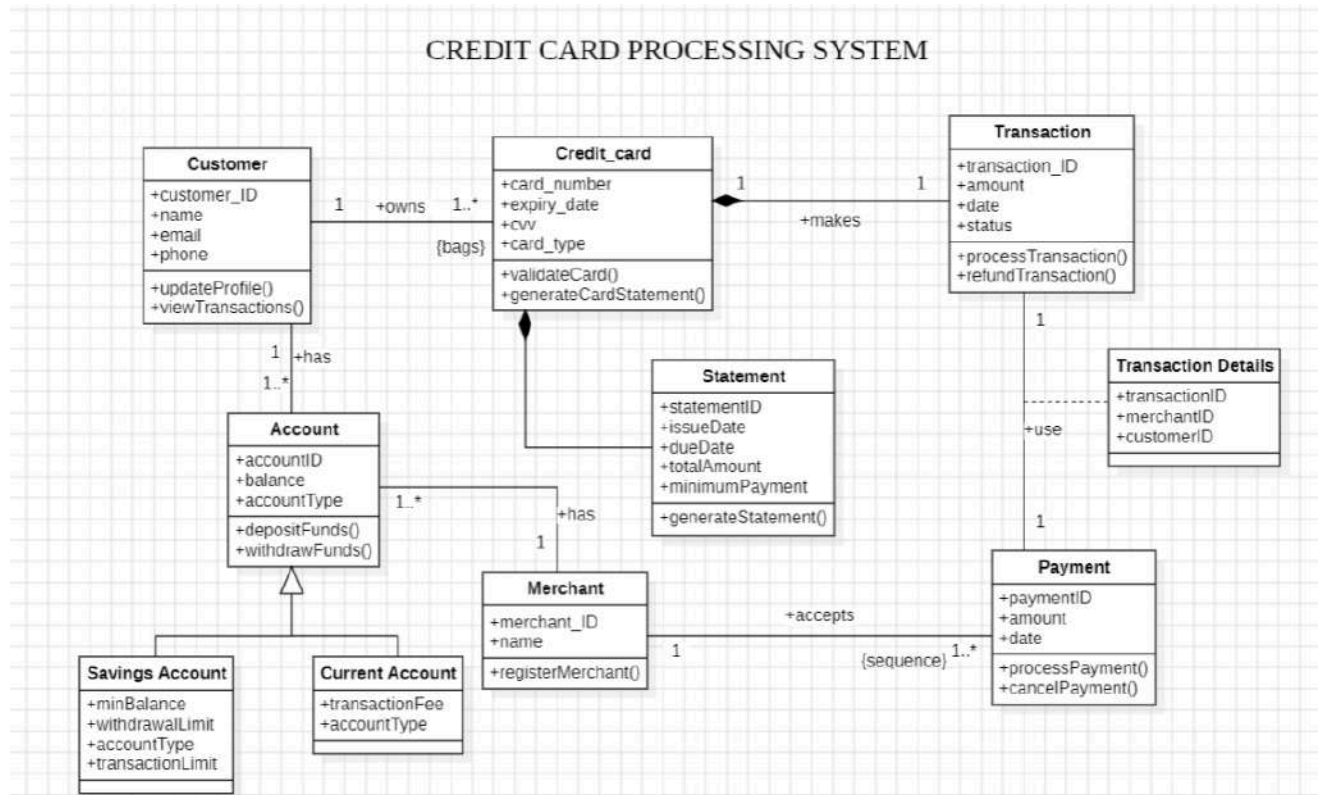 CREDIT CARD PROCESSING SYSTEM
Customer
+customer_ID
+name
+email
+phone
+updateProfile()
+viewTransactions()
1
+owns
1..*
{bags}
Credit_card
+card_number
+expiry_date
+cvv
+card_type
+validateCard()
+generateCardStatement()
1
1
+makes
Transaction
+transaction_ID
+amount
+date
+status
+processTransaction()
+refundTransaction()
1
+has
1..*
1
+use
1
Transaction Details
+transactionID
+merchantID
+customerID
Statement
+statementID
+issueDate
+dueDate
+totalAmount
+minimumPayment
+generateStatement()
Account
+accountID
+balance
+accountType
+depositFunds()
+withdrawFunds()
1..*
+has
1
Merchant
+merchant_ID
+name
+registerMerchant()
+accepts
1
{sequence}
1..*
Payment
+paymentID
+amount
+date
+processPayment()
+cancelPayment()
Savings Account
+minBalance
+withdrawalLimit
+accountType
+transactionLimit
Current Account
+transactionFee
+accountType